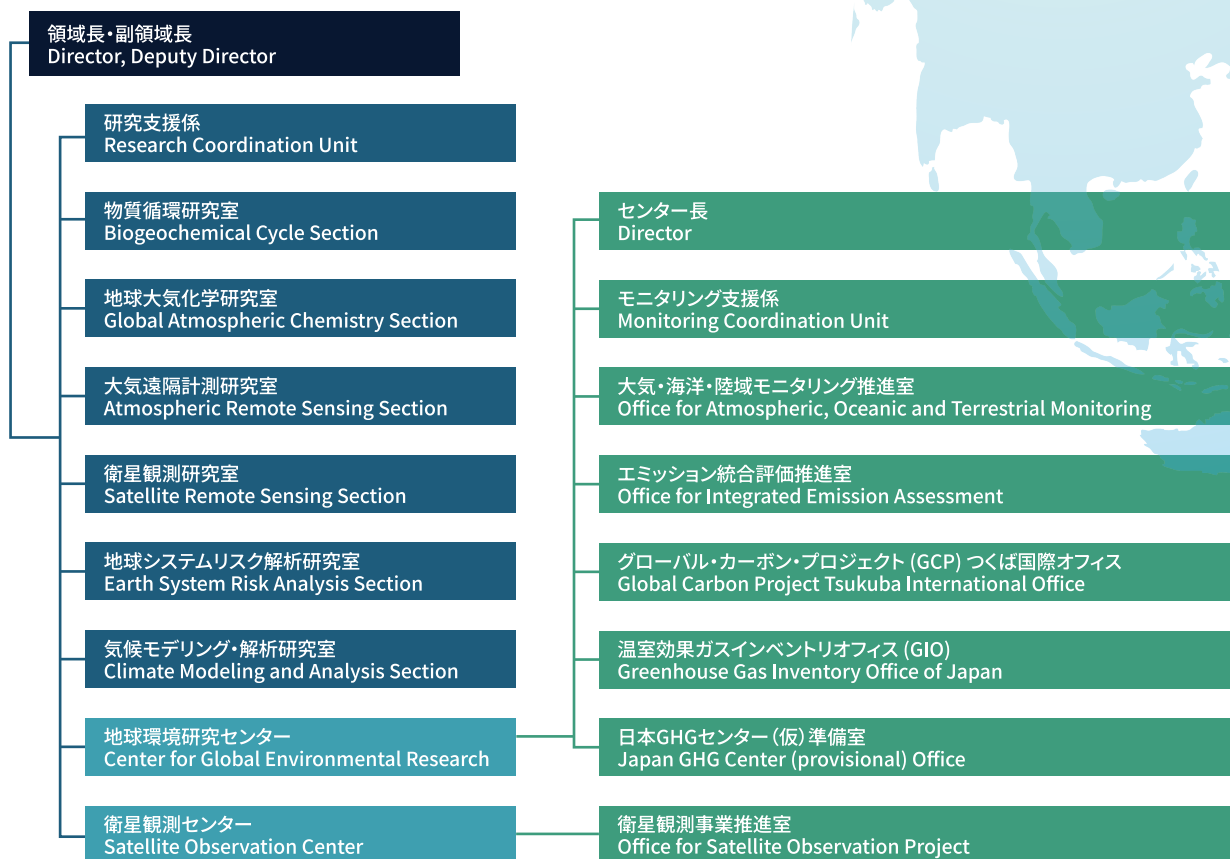 領域長・副領域長
Director, Deputy Director
研究支援係
Research Coordination Unit
物質循環研究室
Biogeochemical Cycle Section
地球大気化学研究室
Global Atmospheric Chemistry Section
大気遠隔計測研究室
Atmospheric Remote Sensing Section
衛星観測研究室
Satellite Remote Sensing Section
地球システムリスク解析研究室
Earth System Risk Analysis Section
気候モデリング・解析研究室
Climate Modeling and Analysis Section
地球環境研究センター
Center for Global Environmental Research
衛星観測センター
Satellite Observation Center
センター長
Director
モニタリング支援係
Monitoring Coordination Unit
大気・海洋・陸域モニタリング推進室
Office for Atmospheric, Oceanic and Terrestrial Monitoring
エミッション統合評価推進室
Office for Integrated Emission Assessment
グローバル・カーボン・プロジェクト (GCP) つくば国際オフィス
Global Carbon Project Tsukuba International Office
温室効果ガスインベントリオフィス (GIO)
Greenhouse Gas Inventory Office of Japan
日本GHGセンター（仮）準備室
Japan GHG Center (provisional) Office
衛星観測事業推進室
Office for Satellite Observation Project